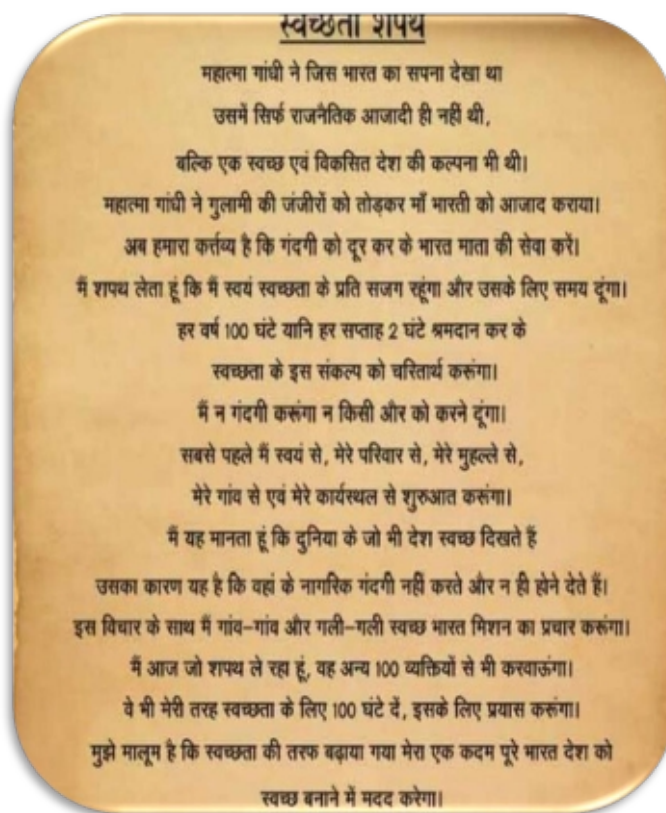 स्वच्छता शपथ
महात्मा गांधी ने जिस भारत का सपना देखा था
उसमें सिर्फ राजनैतिक आजादी ही नहीं थी,
बल्कि एक स्वच्छ एवं विकसित देश की कल्पना भी थी।
महात्मा गांधी ने गुलामी की जंजीरों को तोड़कर माँ भारती को आजाद कराया।
अब हमारा कर्त्तव्य है कि गंदगी को दूर कर के भारत माता की सेवा करें।
मैं शपथ लेता हूं कि मैं स्वयं स्वच्छता के प्रति सजग रहूंगा और उसके लिए समय दूंगा।
हर वर्ष 100 घंटे यानि हर सप्ताह 2 घंटे श्रमदान कर के
स्वच्छता के इस संकल्प को चरितार्थ करूंगा।
मैं न गंदगी करूंगा न किसी और को करने दूंगा।
सबसे पहले मैं स्वयं से, मेरे परिवार से, मेरे मुहल्ले से,
मेरे गांव से एवं मेरे कार्यस्थल से शुरुआत करूंगा।
मैं यह मानता हूं कि दुनिया के जो भी देश स्वच्छ दिखते हैं
उसका कारण यह है कि वहां के नागरिक गंदगी नहीं करते और न ही होने देते हैं।
इस विचार के साथ मैं गांव-गांव और गली-गली स्वच्छ भारत मिशन का प्रचार करूंगा।
मैं आज जो शपथ ले रहा हूं, वह अन्य 100 व्यक्तियों से भी करवाऊंगा।
वे भी मेरी तरह स्वच्छता के लिए 100 घंटे दें, इसके लिए प्रयास करूंगा।
मुझे मालूम है कि स्वच्छता की तरफ बढ़ाया गया मेरा एक कदम पूरे भारत देश को
स्वच्छ बनाने में मदद करेगा।